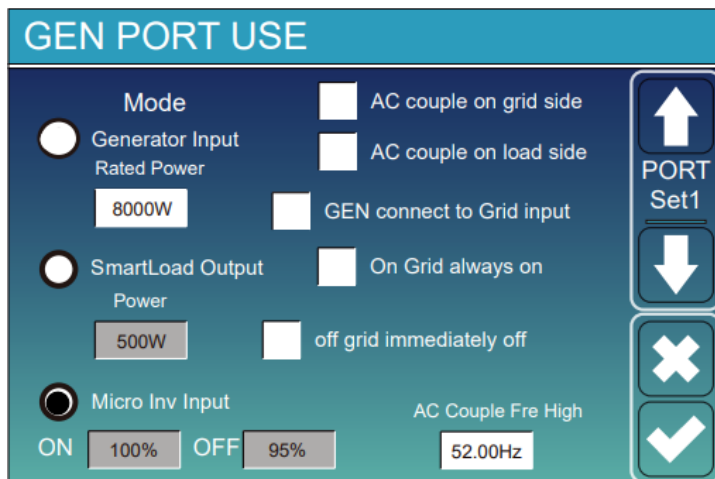 GEN PORT USE
Mode
AC couple on grid side
Generator Input
AC couple on load side
Rated Power
PORT
Set1
8000W
GEN connect to Grid input
SmartLoad Output
On Grid always on
Power
500W
off grid immediately off
Micro Inv Input
AC Couple Fre High
ON 100% OFF 95%
52.00Hz